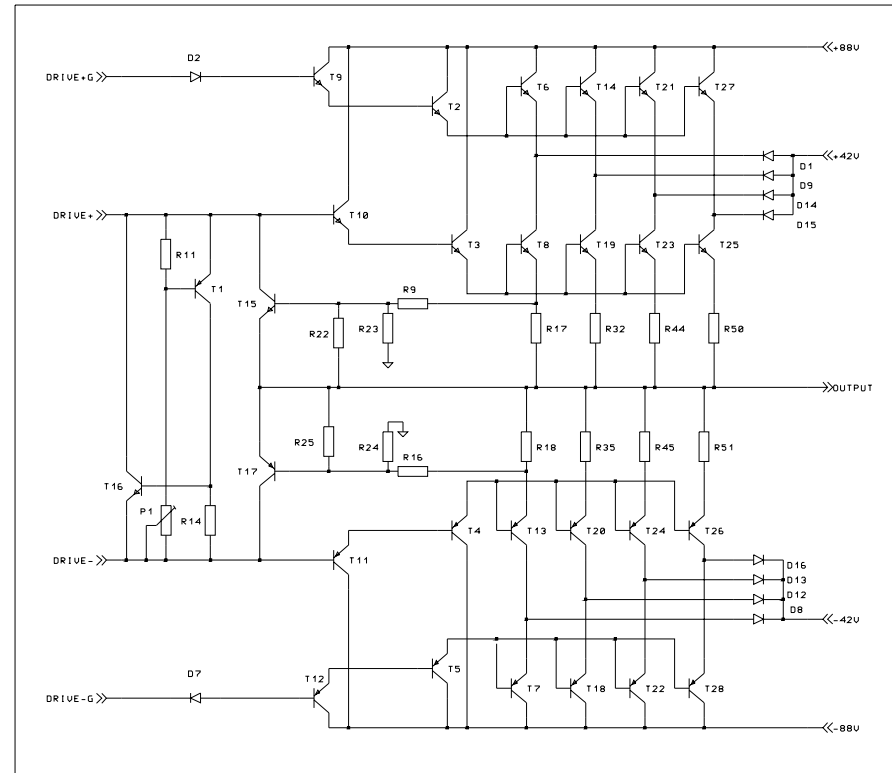 D2
DRIVE+G
T9
+88V
T2
T6
T14
T21
T27
+42V
D1
D9
D14
D15
DRIVE+
T10
R11
T1
T3
T8
T19
T23
T25
T15
R9
R22
R23
R17
R32
R44
R50
OUTPUT
R25
R24
R16
R18
R35
R45
R51
T17
T16
P1
R14
T4
T13
T20
T24
T26
DRIVE-
T11
D16
D13
D12
D8
-42V
D7
T12
T5
DRIVE-G
T7
T18
T22
T28
-88V